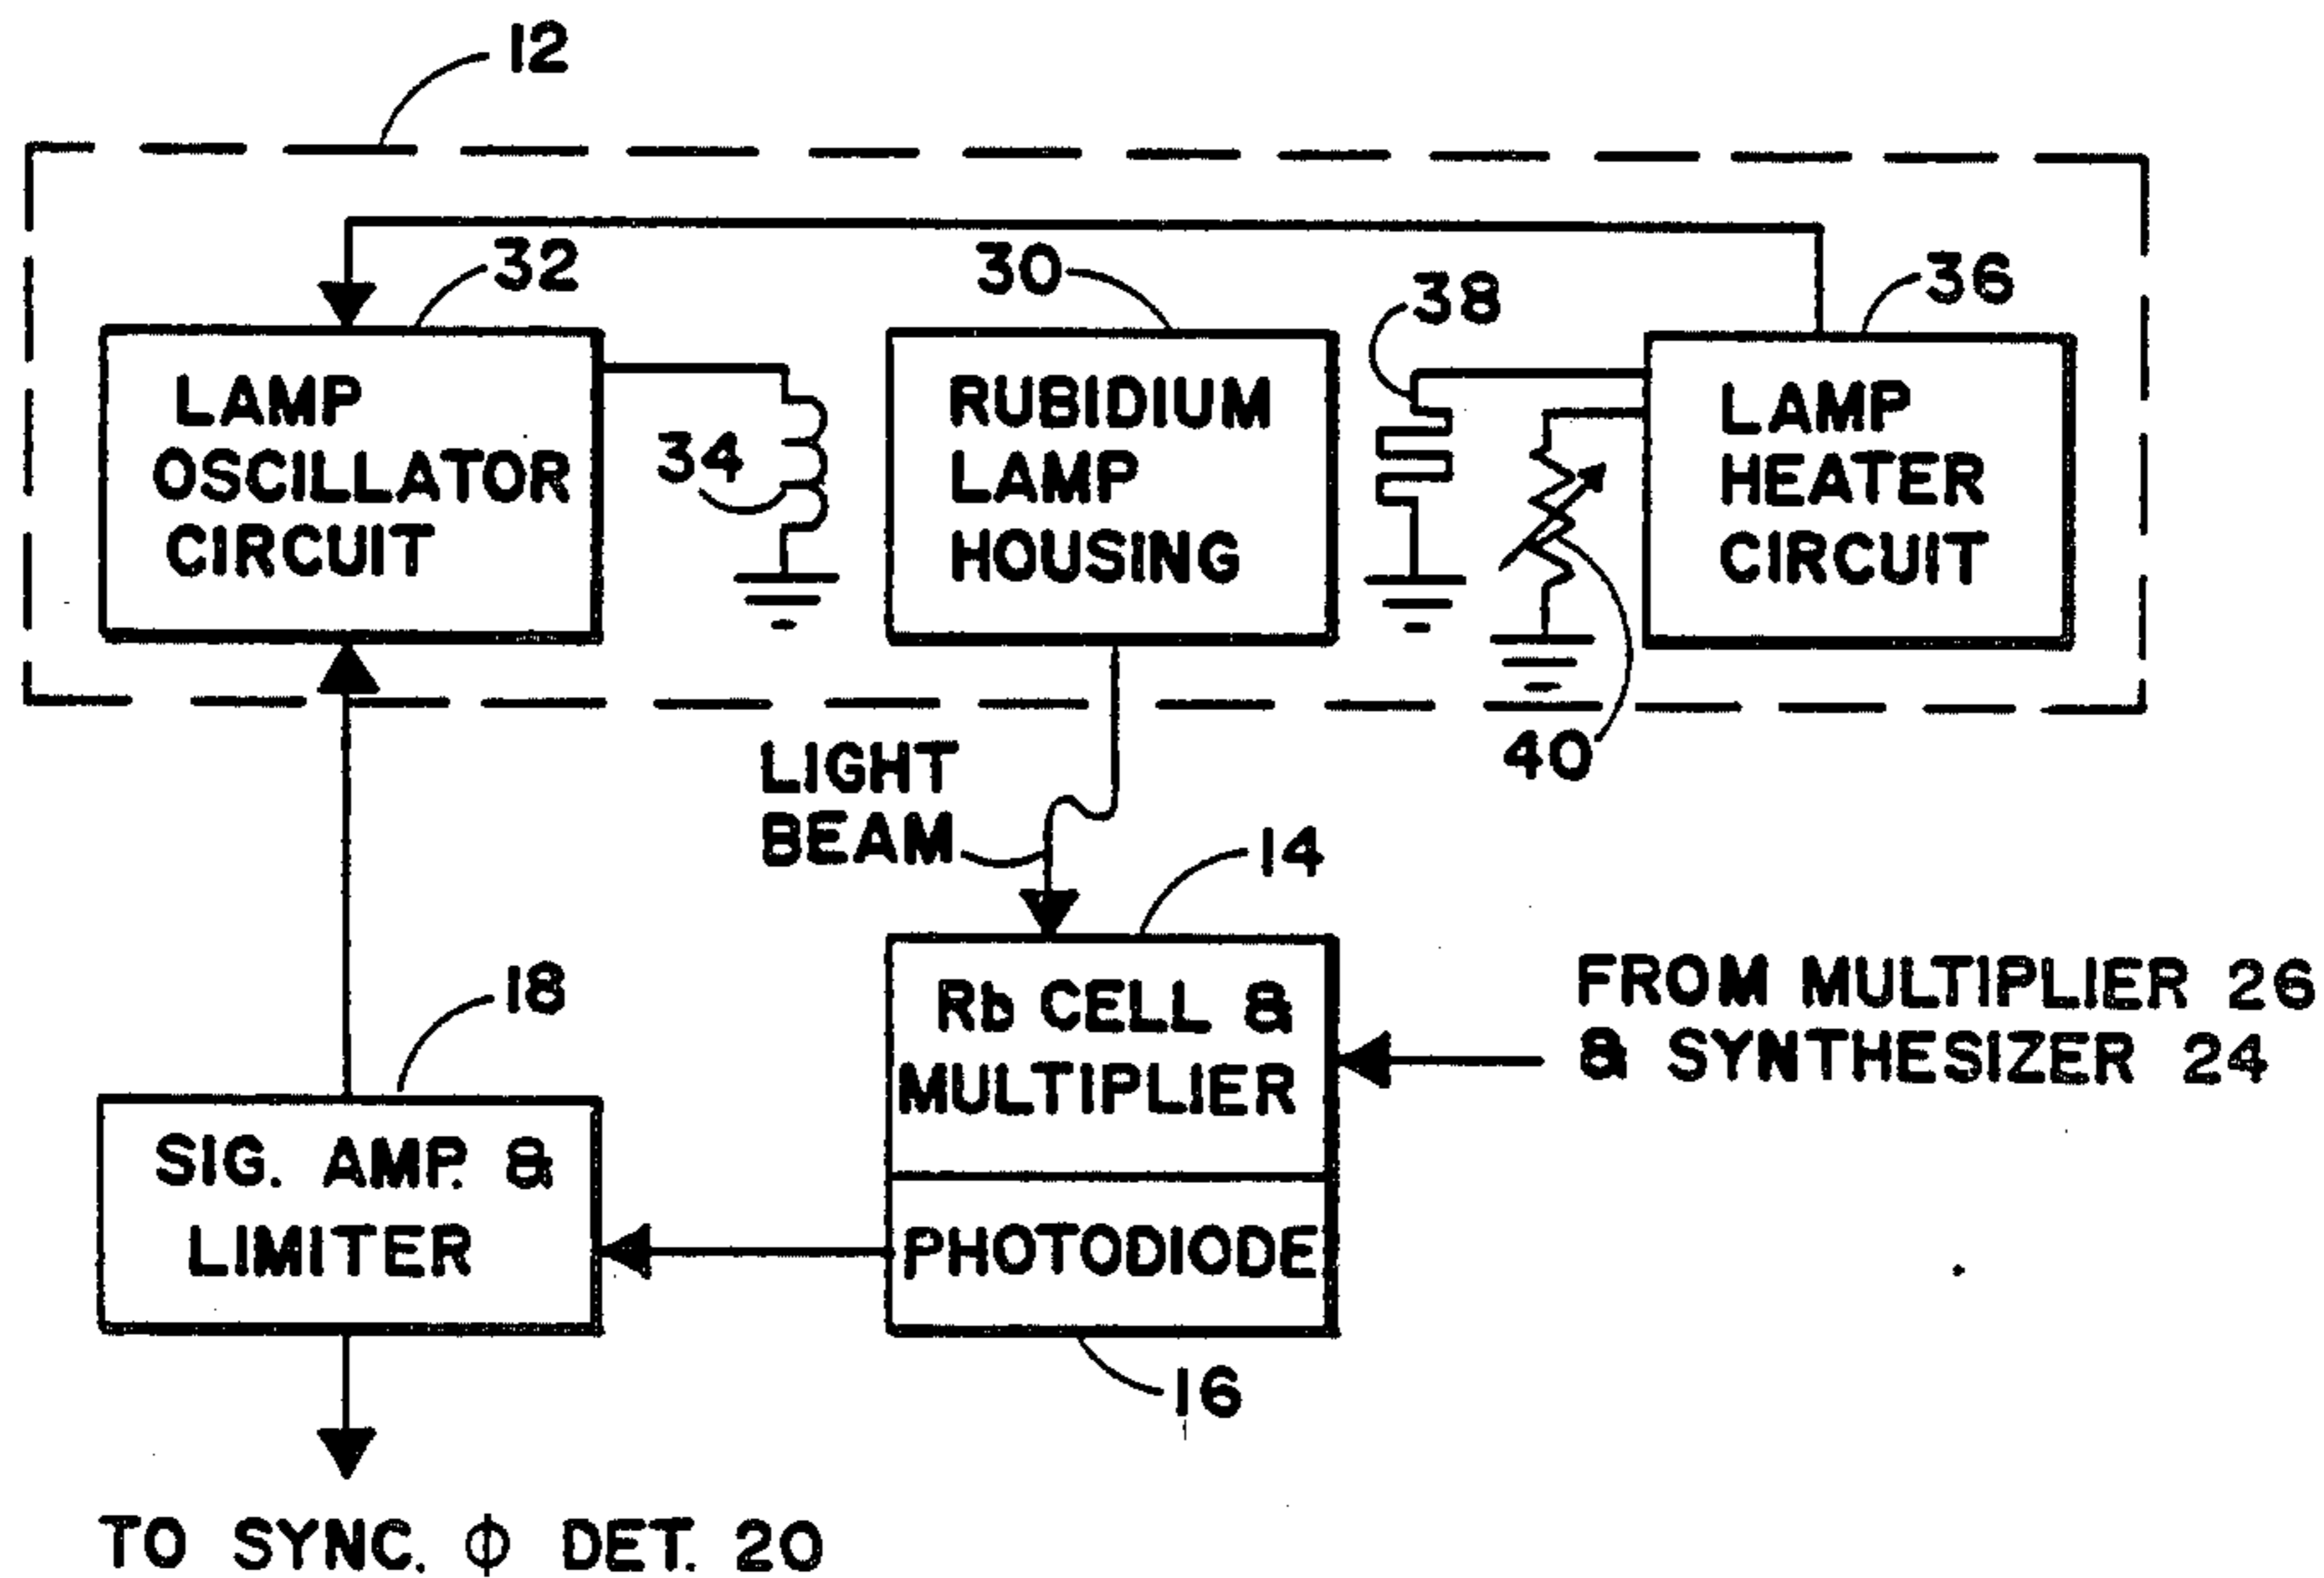 12
32
30
38
36
LAMP
OSCILLATOR
CIRCUIT
34
RUBIDIUM
LAMP
HOUSING
LAMP
HEATER
CIRCUIT
40
LIGHT
BEAM
14
18
Rb CELL &
MULTIPLIER
FROM MULTIPLIER 26
& SYNTHESIZER 24
SIG. AMP. &
LIMITER
PHOTODIODE
16
TO SYNC. ϕ DET. 20